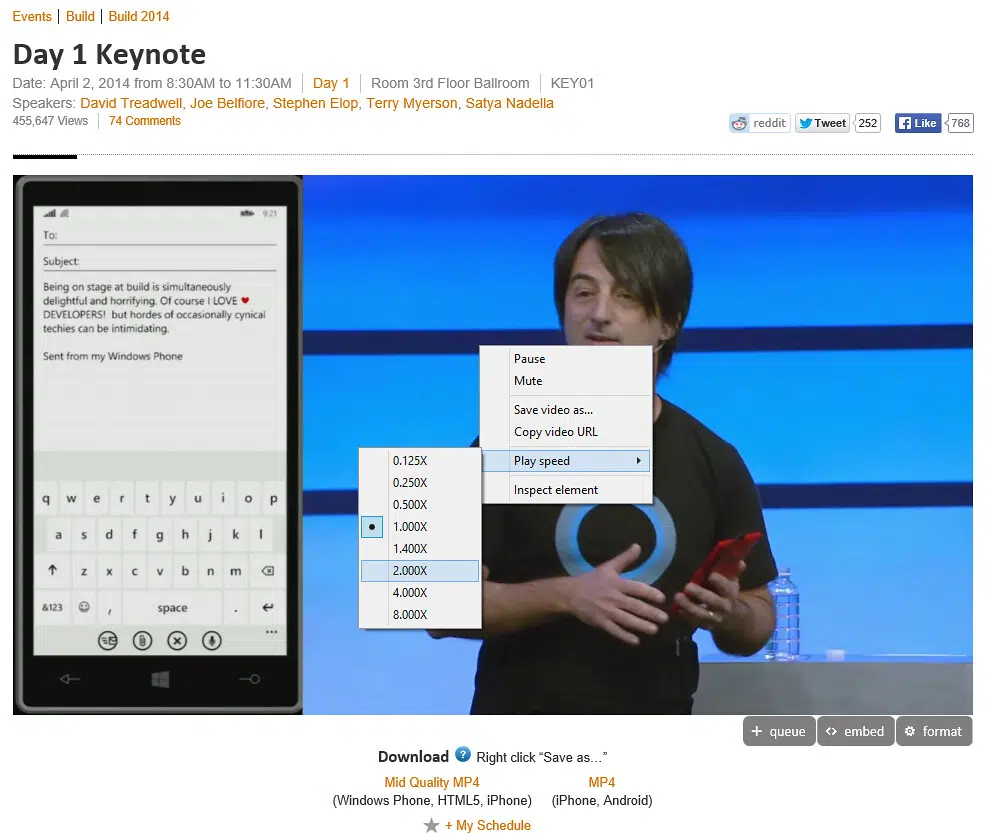 Events | Build | Build 2014
Day 1 Keynote
Date: April 2, 2014 from 8:30AM to 11:30AM | Day 1 | Room 3rd Floor Ballroom | KEY01
Speakers: David Treadwell, Joe Belfiore, Stephen Elop, Terry Myerson, Satya Nadella
455,647 Views | 74 Comments
reddit Tweet 252 Like 768
9:21
To:
Subject:
Being on stage at build is simultaneously
delightful and horrifying. Of course I LOVE ❤
DEVELOPERS! but hordes of occasionally cynical
techies can be intimidating.
Sent from my Windows Phone
q w e r t y u i o p
a s d f g h j k l
z x c v b n m
&123 , space .
Pause
Mute
Save video as...
Copy video URL
Play speed
Inspect element
0.125X
0.250X
0.500X
1.000X
1.400X
2.000X
4.000X
8.000X
+ queue <> embed format
Download ? Right click “Save as…”
Mid Quality MP4 MP4
(Windows Phone, HTML5, iPhone) (iPhone, Android)
+ My Schedule